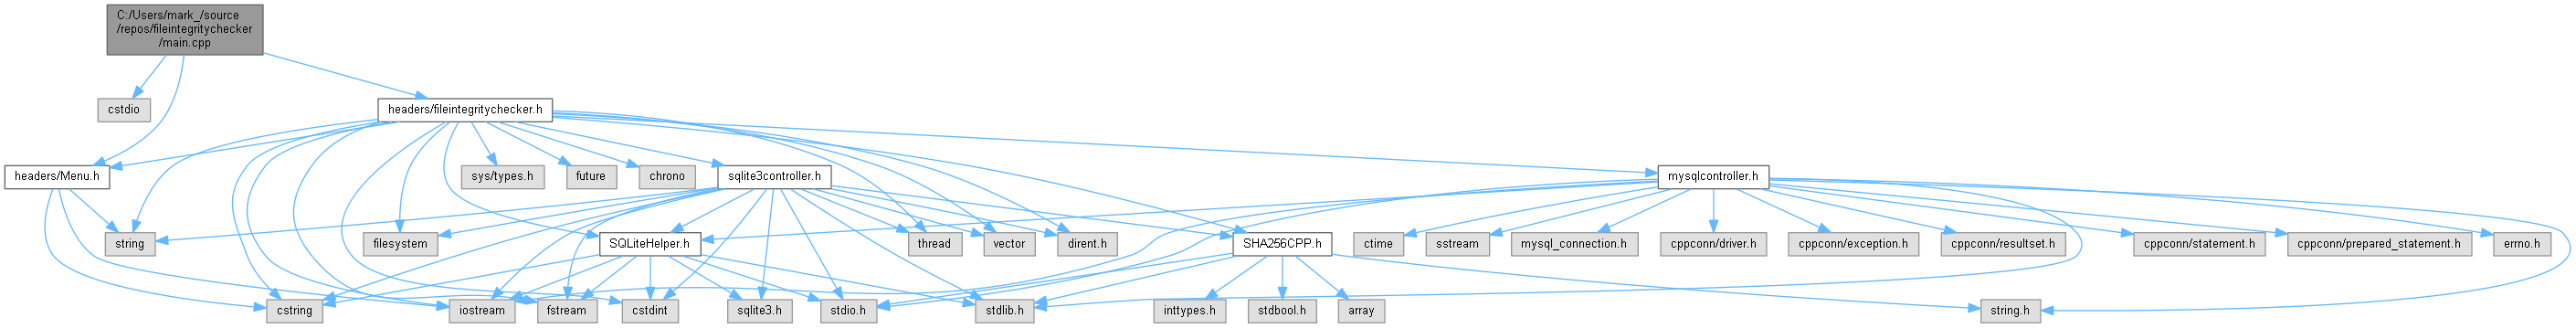 C:/Users/mark_/source
/repos/fileintegritychecker
/main.cpp
cstdio
headers/fileintegritychecker.h
headers/Menu.h
sys/types.h
future
chrono
sqlite3controller.h
mysqlcontroller.h
string
filesystem
SQLiteHelper.h
thread
vector
dirent.h
SHA256CPP.h
ctime
sstream
mysql_connection.h
cppconn/driver.h
cppconn/exception.h
cppconn/resultset.h
cppconn/statement.h
cppconn/prepared_statement.h
errno.h
cstring
iostream
fstream
cstdint
sqlite3.h
stdio.h
stdlib.h
inttypes.h
stdbool.h
array
string.h